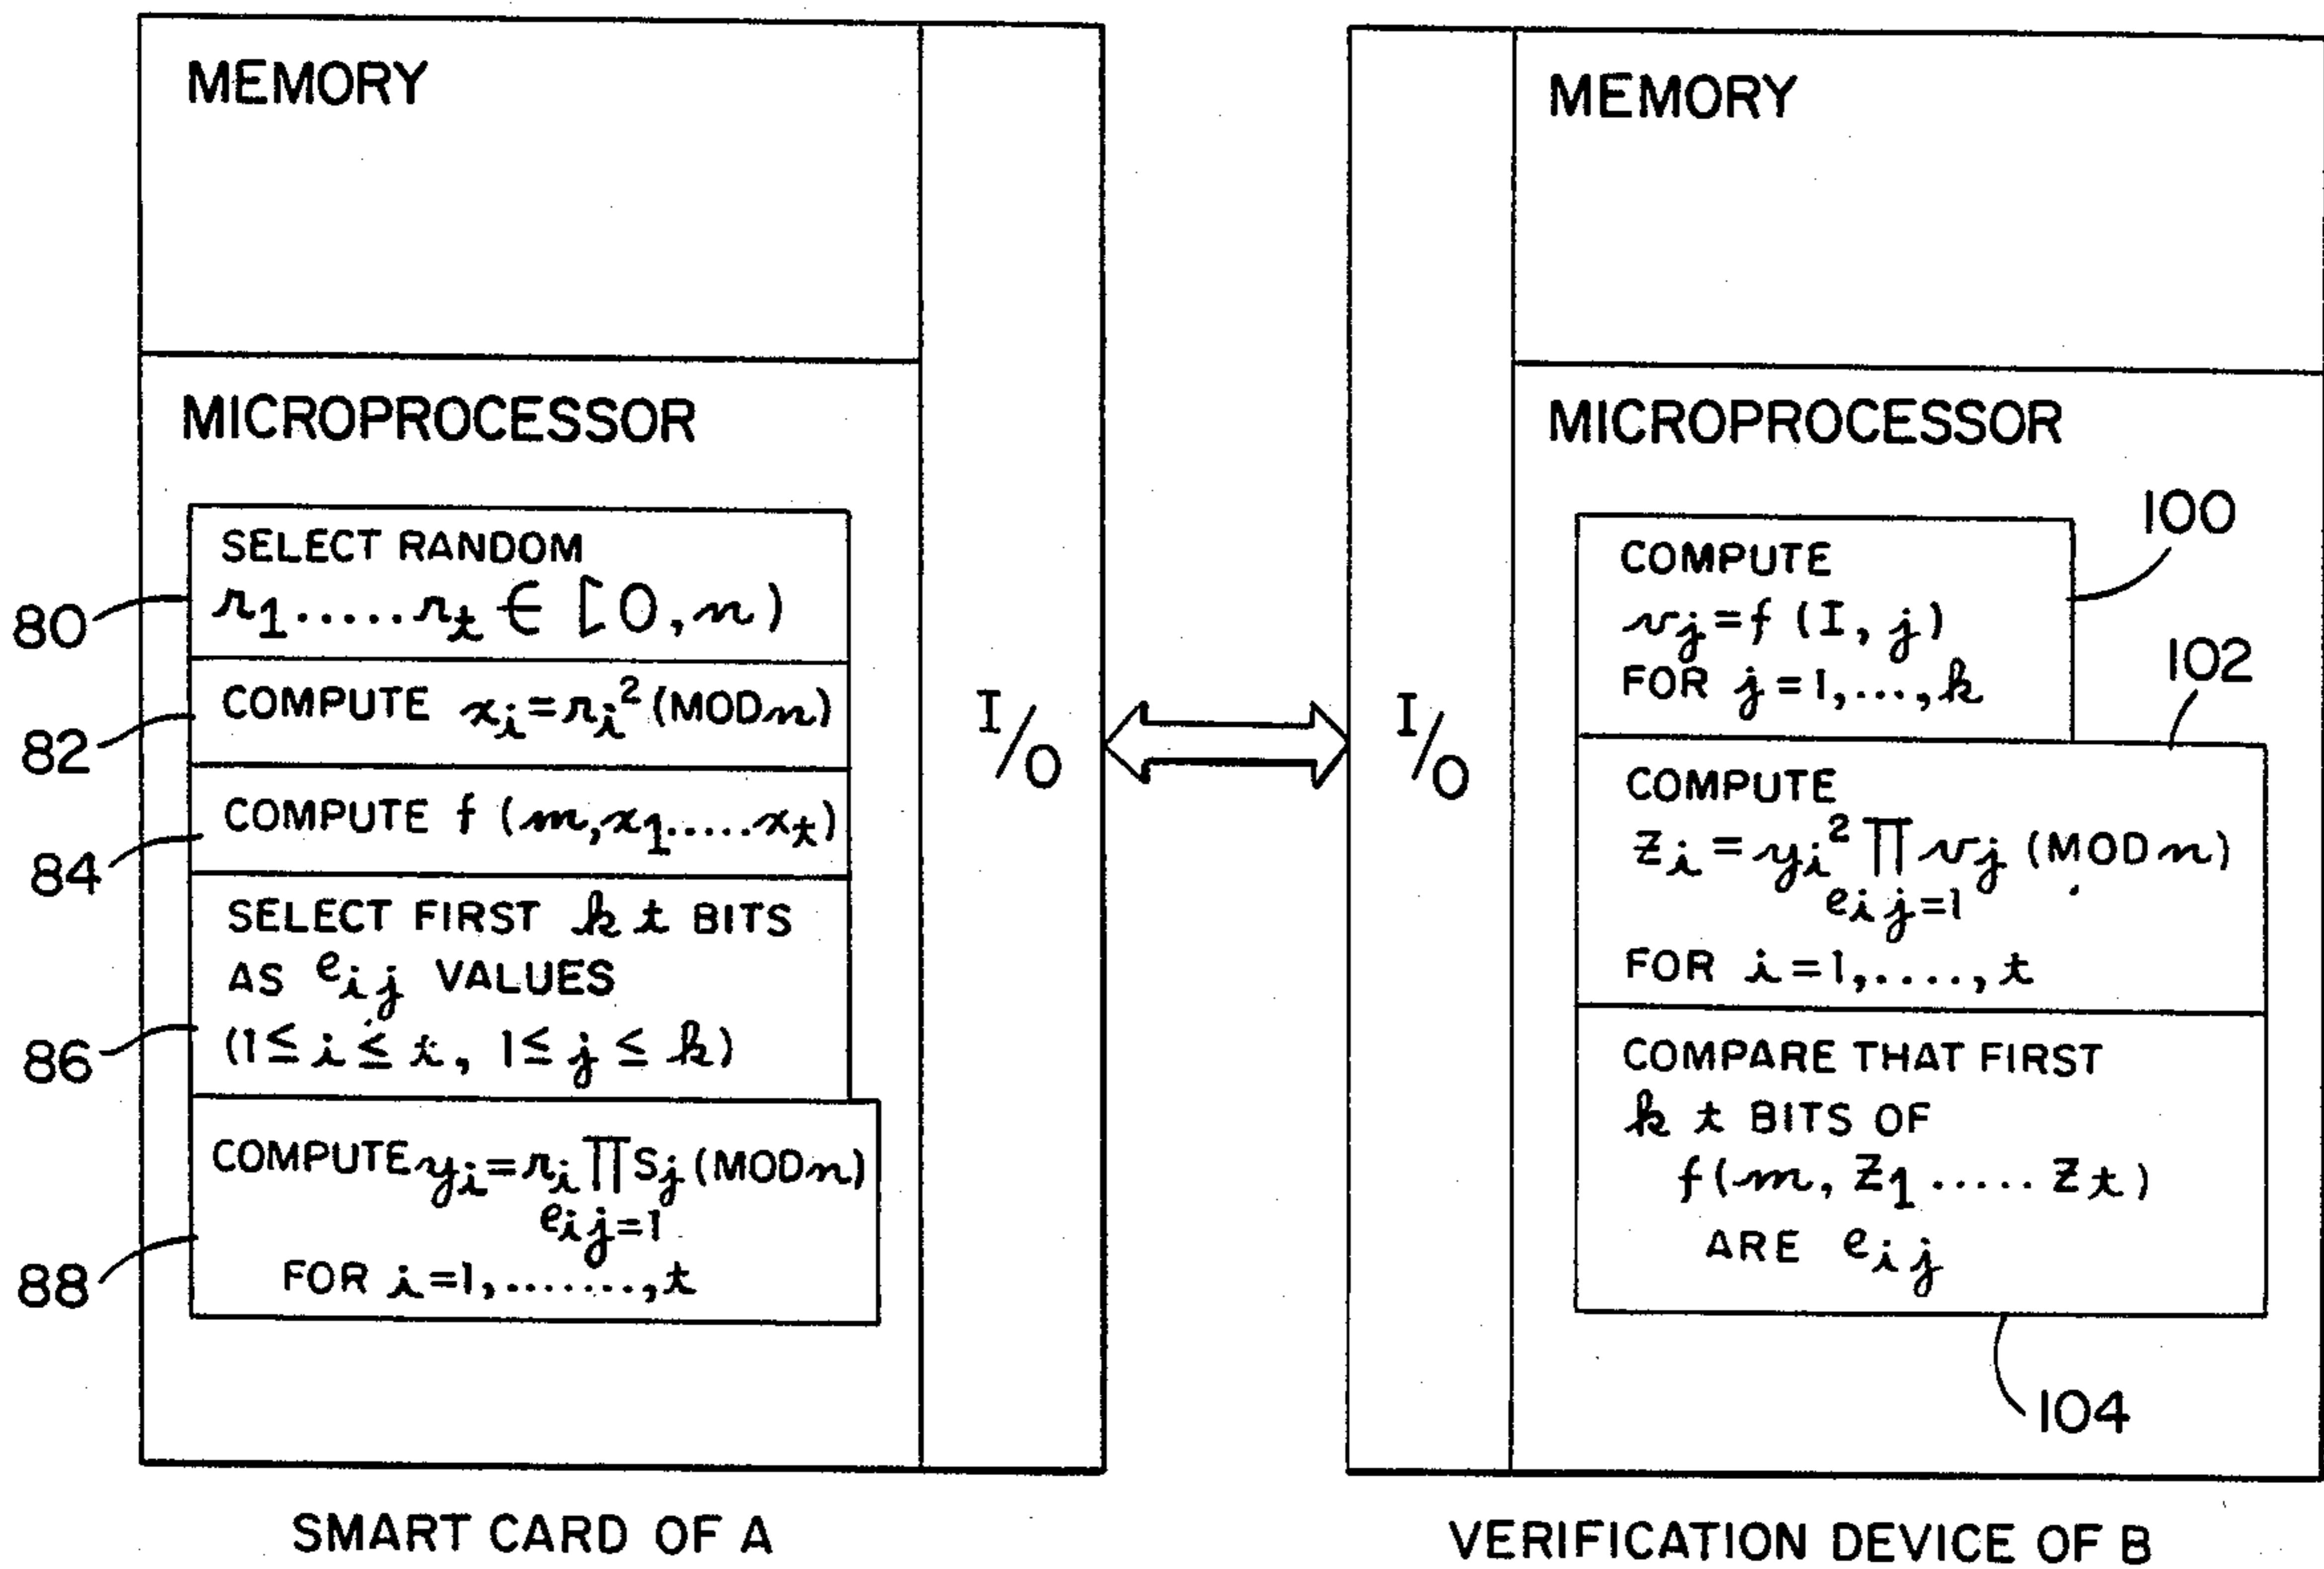 MEMORY
MICROPROCESSOR
SELECT RANDOM
r₁.....rₜ ∈ [0,n)
80
COMPUTE xᵢ=rᵢ² (MOD n)
82
COMPUTE f (m,x₁.....xₜ)
84
SELECT FIRST k t BITS
AS eᵢⱼ VALUES
(1≤ i ≤ t, 1≤ j ≤ k)
86
COMPUTE yᵢ=rᵢ ∏ Sⱼ (MOD n)
eᵢⱼ=1
FOR i=1,.......,t
88
I/O
SMART CARD OF A
I/O
MEMORY
MICROPROCESSOR
COMPUTE
vⱼ=f (I, j)
FOR j=1,...,k
100
COMPUTE
zᵢ = yᵢ² ∏ vⱼ (MOD n)
eᵢⱼ=1
FOR i=1,....,t
102
COMPARE THAT FIRST
k t BITS OF
f(m, z₁ ..... zₜ)
ARE eᵢⱼ
104
VERIFICATION DEVICE OF B